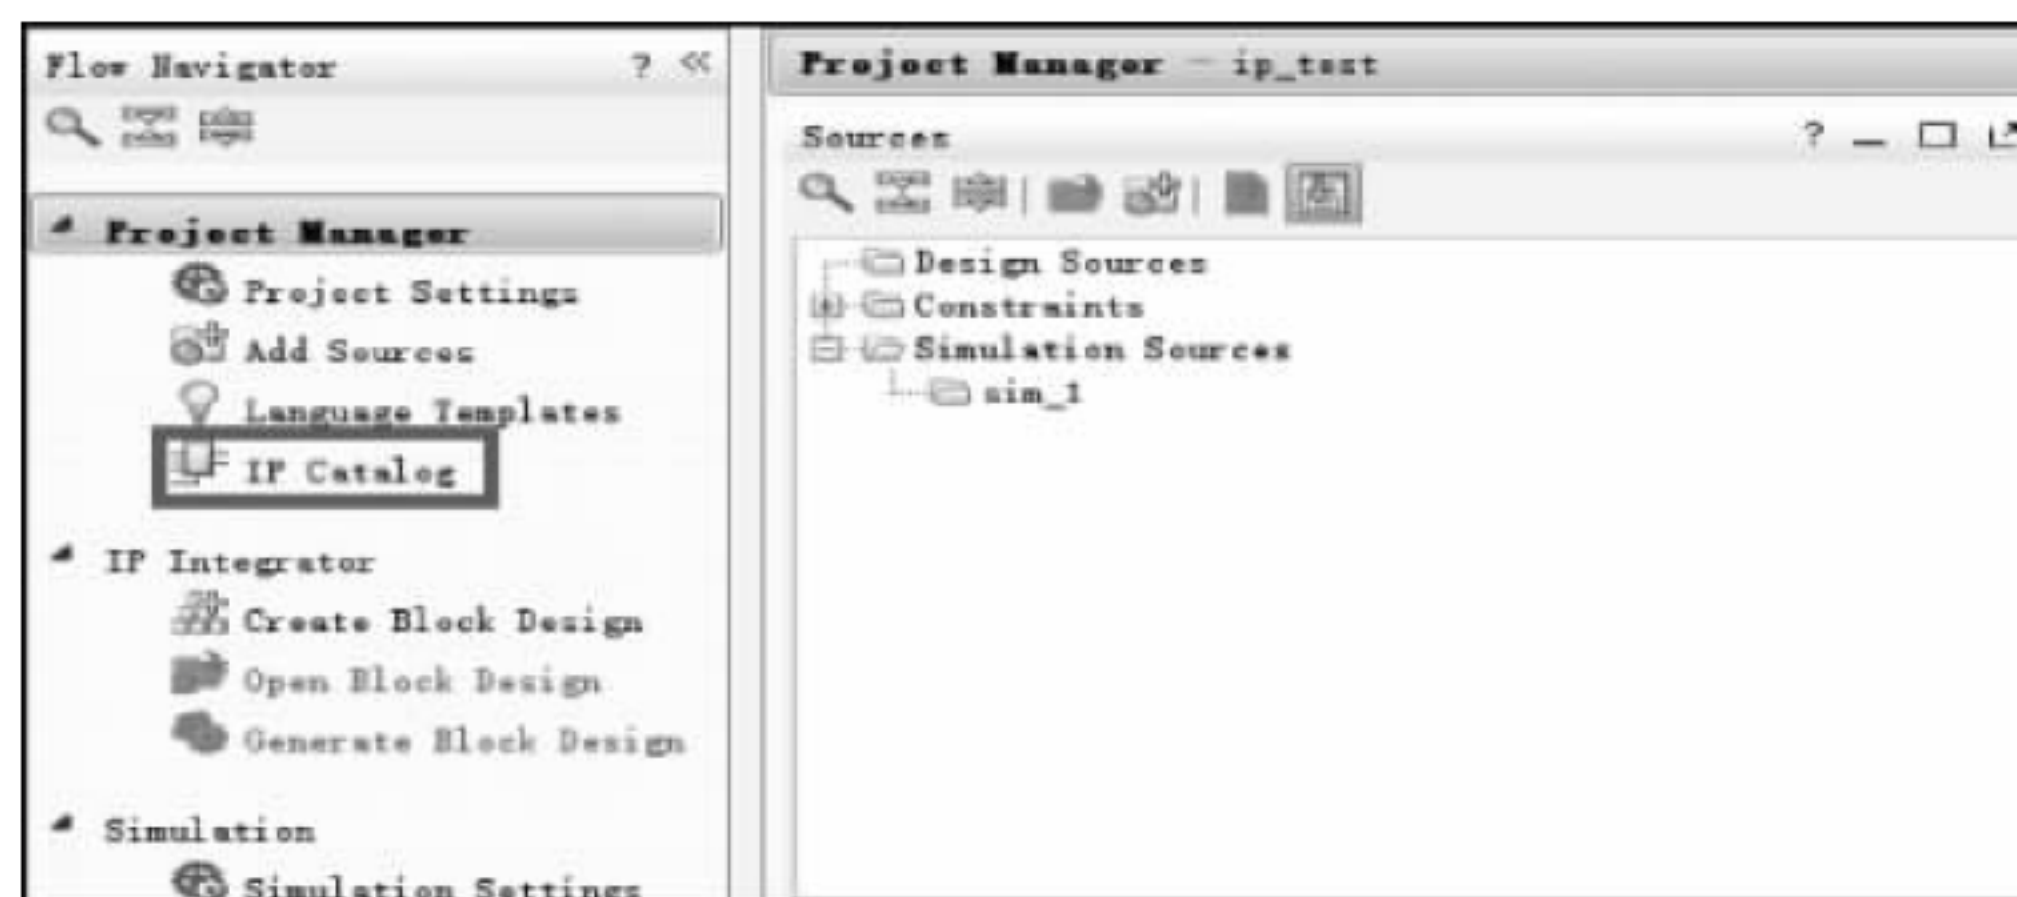 Flow Navigator ? «
Project Manager
Project Settings
Add Sources
Language Templates
IP Catalog
IP Integrator
Create Block Design
Open Block Design
Generate Block Design
Simulation
Simulation Settings
Project Manager - ip_test
Sources ?
Design Sources
Constraints
Simulation Sources
sim_1